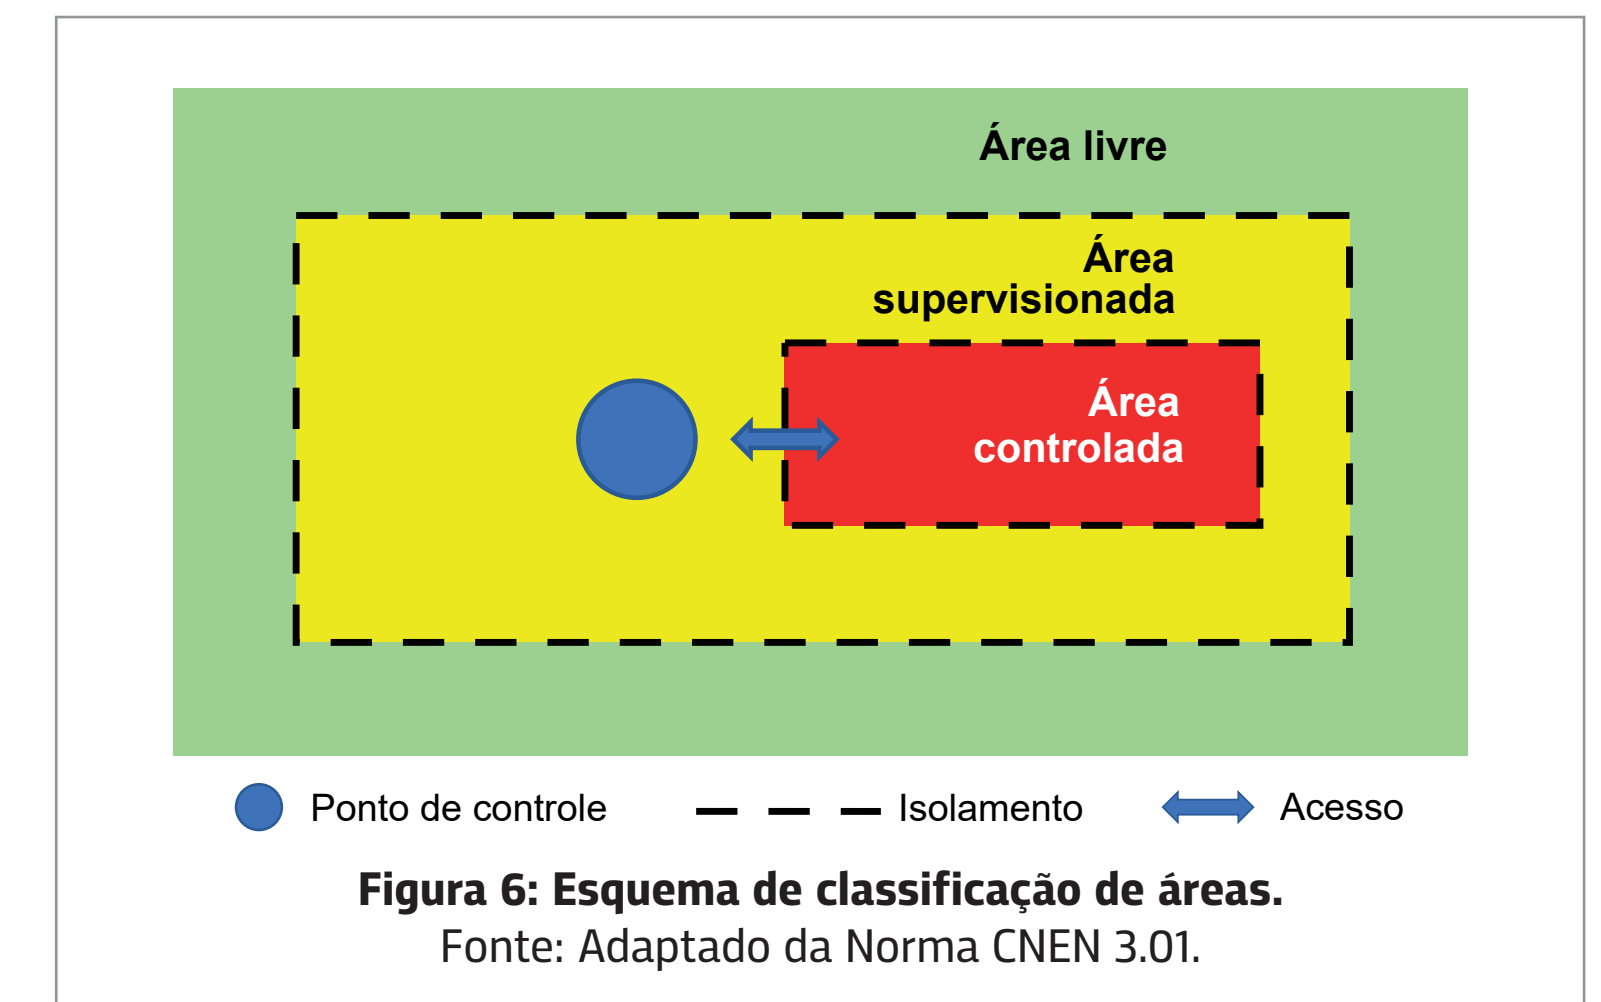 Área livre
Área
supervisionada
Área
controlada
Ponto de controle
Isolamento
Acesso
Figura 6: Esquema de classificação de áreas.
Fonte: Adaptado da Norma CNEN 3.01.